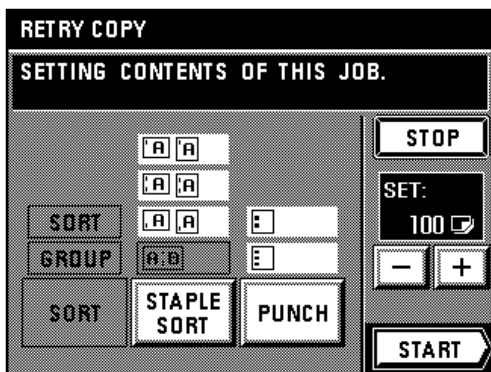 RETRY COPY
SETTING CONTENTS OF THIS JOB.
STOP
A A
A A
SET:
SORT A A
100
GROUP A B
- +
SORT STAPLE SORT PUNCH
START